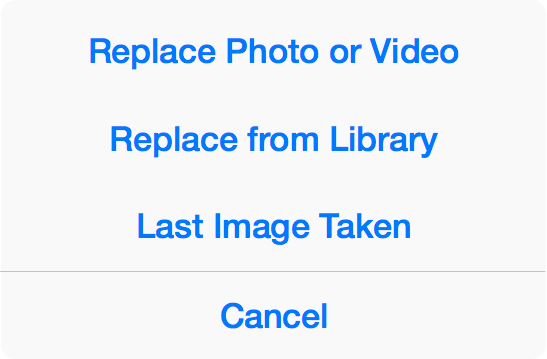 Replace Photo or Video
Replace from Library
Last Image Taken
Cancel